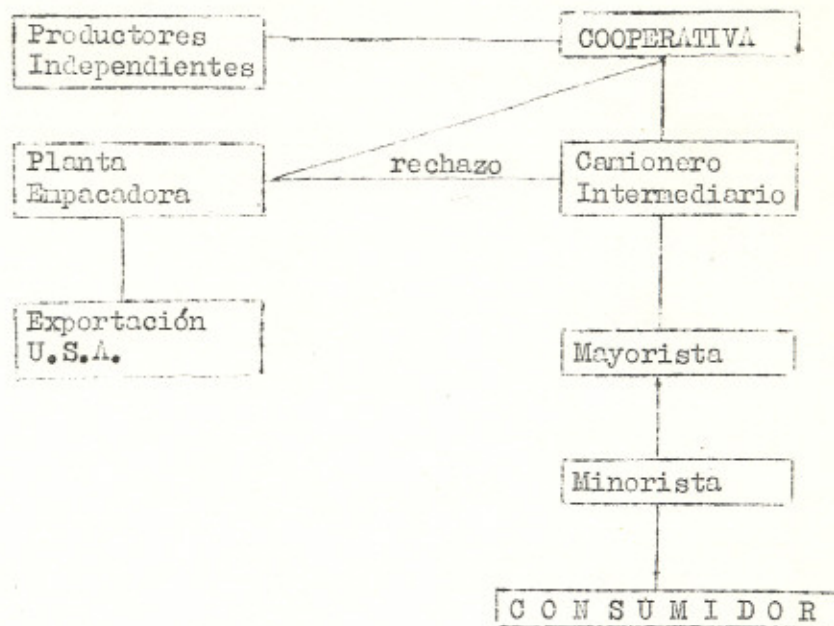 Productores
Independientes
COOPERATIVA
Planta
Empacadora
rechazo
Camionero
Intermediario
Exportación
U.S.A.
Mayorista
Minorista
C O N S U M I D O R